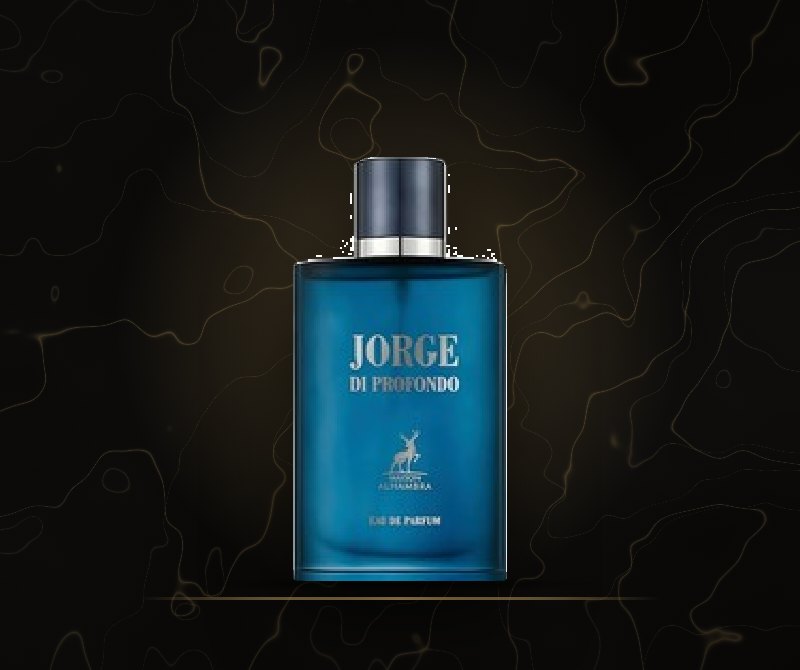 JORGE
DI PROFONDO
MAISON
ALHAMBRA
EAU DE PARFUM